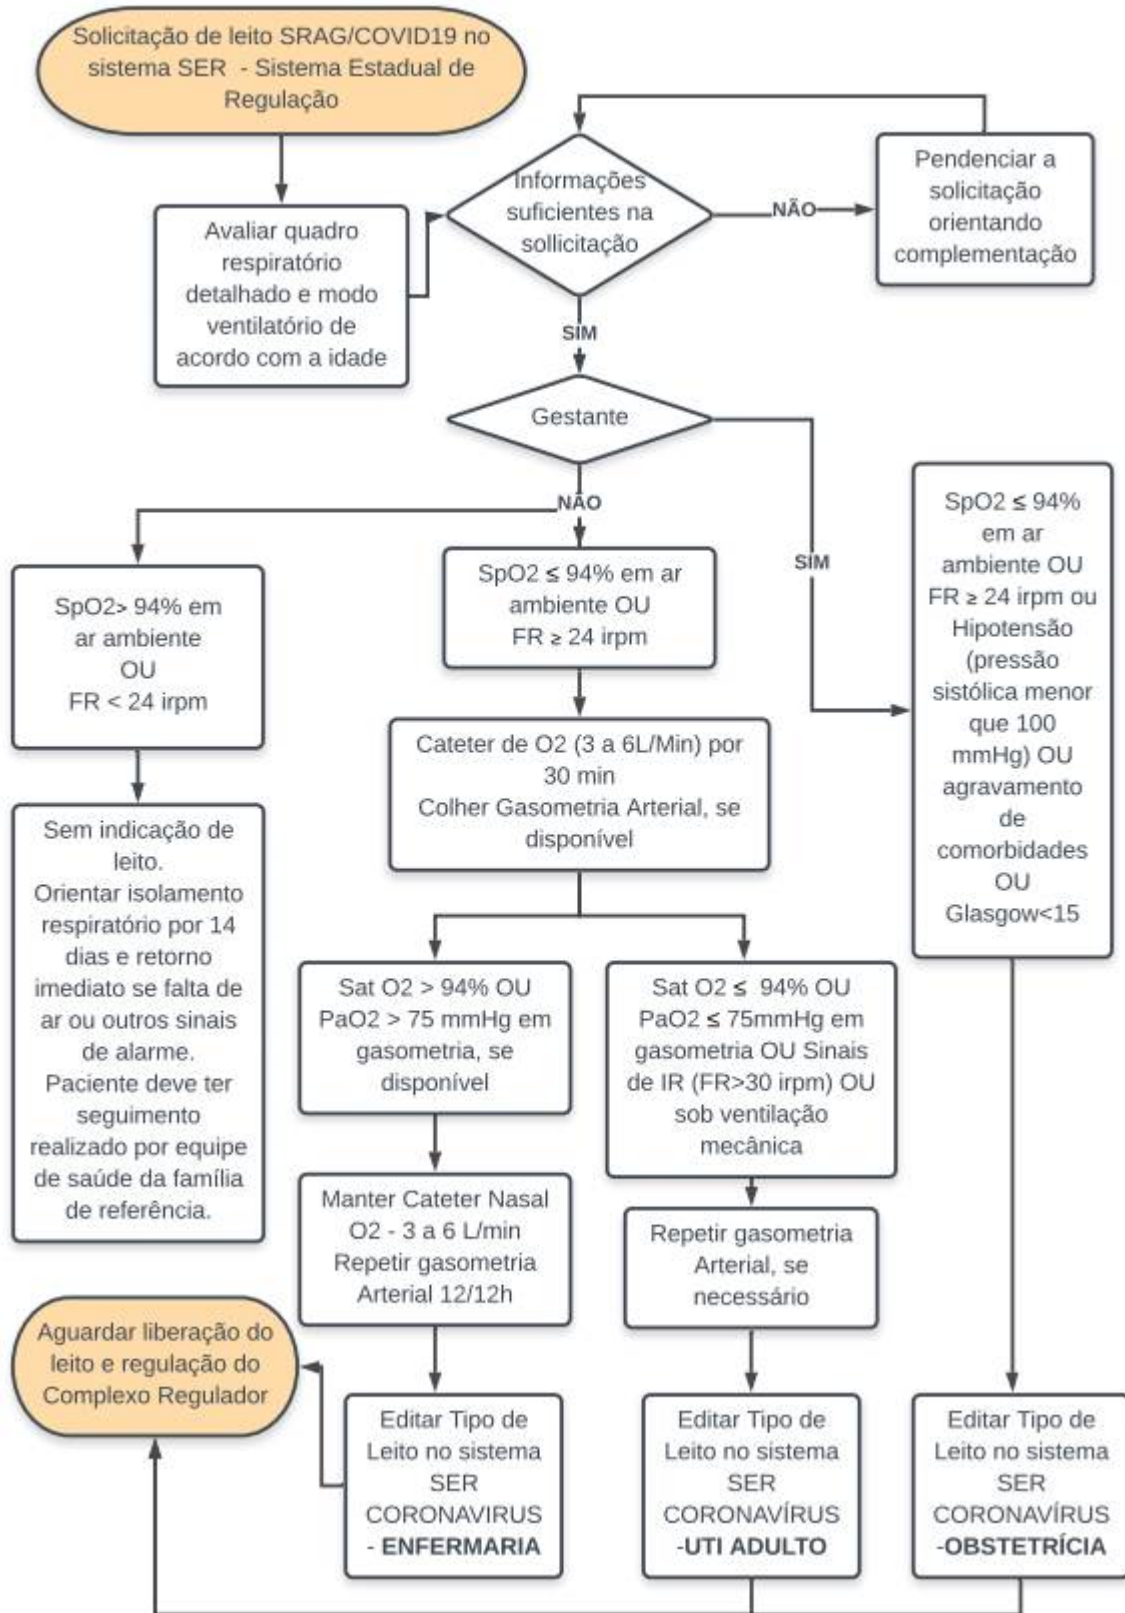 Solicitação de leito SRAG/COVID19 no
sistema SER - Sistema Estadual de
Regulação
Avaliar quadro
respiratório
detalhado e modo
ventilatório de
acordo com a idade
Informações
suficientes na
sollicitação
NÃO
Pendenciar a
solicitação
orientando
complementação
SIM
Gestante
NÃO
SIM
SpO2> 94% em
ar ambiente
OU
FR < 24 irpm
SpO2 ≤ 94% em ar
ambiente OU
FR ≥ 24 irpm
SpO2 ≤ 94%
em ar
ambiente OU
FR ≥ 24 irpm ou
Hipotensão
(pressão
sistólica menor
que 100
mmHg) OU
agravamento
de
comorbidades
OU
Glasgow<15
Cateter de O2 (3 a 6L/Min) por
30 min
Colher Gasometria Arterial, se
disponível
Sem indicação de
leito.
Orientar isolamento
respiratório por 14
dias e retorno
imediato se falta de
ar ou outros sinais
de alarme.
Paciente deve ter
seguimento
realizado por equipe
de saúde da família
de referência.
Sat O2 > 94% OU
PaO2 > 75 mmHg em
gasometria, se
disponível
Sat O2 ≤ 94% OU
PaO2 ≤ 75mmHg em
gasometria OU Sinais
de IR (FR>30 irpm) OU
sob ventilação
mecânica
Manter Cateter Nasal
O2 - 3 a 6 L/min
Repetir gasometria
Arterial 12/12h
Repetir gasometria
Arterial, se
necessário
Aguardar liberação do
leito e regulação do
Complexo Regulador
Editar Tipo de
Leito no sistema
SER
CORONAVIRUS
- ENFERMARIA
Editar Tipo de
Leito no sistema
SER
CORONAVÍRUS
-UTI ADULTO
Editar Tipo de
Leito no sistema
SER
CORONAVÍRUS
-OBSTETRÍCIA